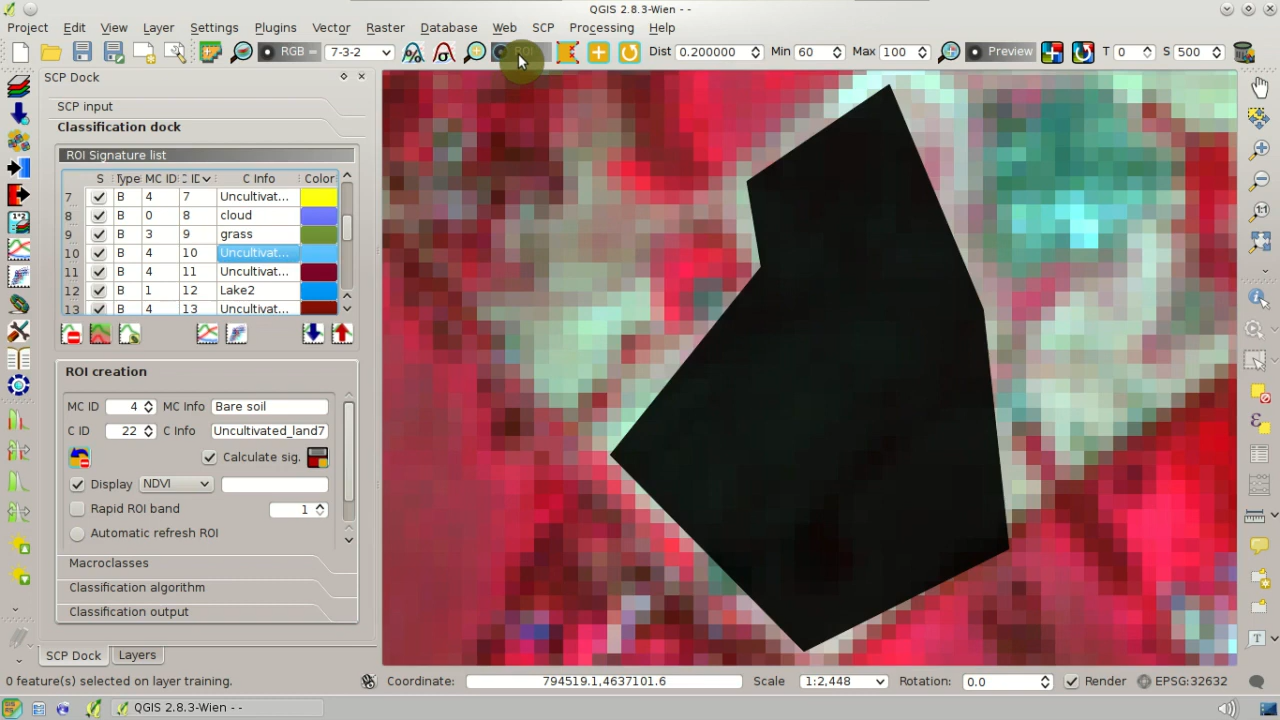 QGIS 2.8.3-Wien - -
Project Edit View Layer Settings Plugins Vector Raster Database Web SCP Processing Help
RGB = 7-3-2 ROI Dist 0.200000 Min 60 Max 100 Preview T 0 S 500
SCP Dock
SCP input
Classification dock
ROI Signature list
S Type MC ID C ID C Info Color
7 B 4 7 Uncultivat...
8 B 0 8 cloud
9 B 3 9 grass
10 B 4 10 Uncultivat...
11 B 4 11 Uncultivat...
12 B 1 12 Lake2
13 B 4 13 Uncultivat...
ROI creation
MC ID 4 MC Info Bare soil
C ID 22 C Info Uncultivated_land7
Calculate sig.
Display NDVI
Rapid ROI band 1
Automatic refresh ROI
Macroclasses
Classification algorithm
Classification output
SCP Dock Layers
0 feature(s) selected on layer training. Coordinate: 794519.1,4637101.6 Scale 1:2,448 Rotation: 0.0 Render EPSG:32632
QGIS 2.8.3-Wien - -